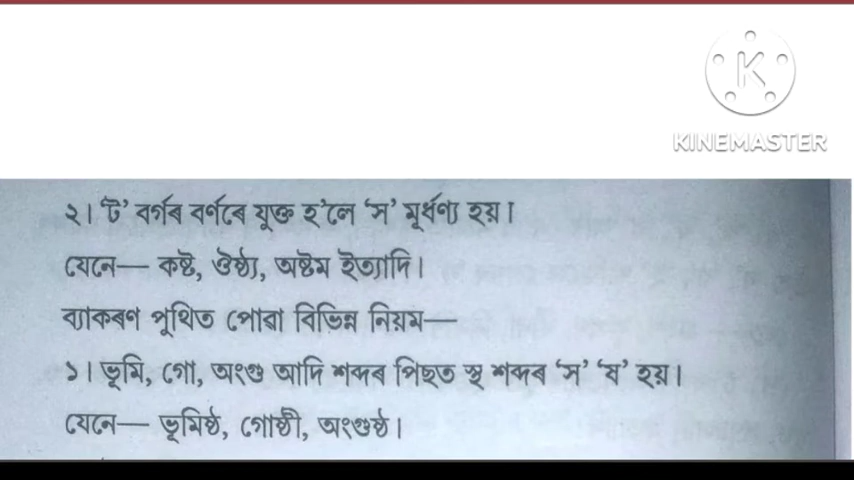 KINEMASTER
২। 'ট' বৰ্গৰ বৰ্ণৰে যুক্ত হ'লে 'স' মূৰ্ধণ্য হয়।
যেনে— কষ্ট, ঔষ্ঠ্য, অষ্টম ইত্যাদি।
ব্যাকৰণ পুথিত পোৱা বিভিন্ন নিয়ম—
১। ভূমি, গো, অংগু আদি শব্দৰ পিছত স্থ শব্দৰ 'স' 'ষ' হয়।
যেনে— ভূমিষ্ঠ, গোষ্ঠী, অংগুষ্ঠ।